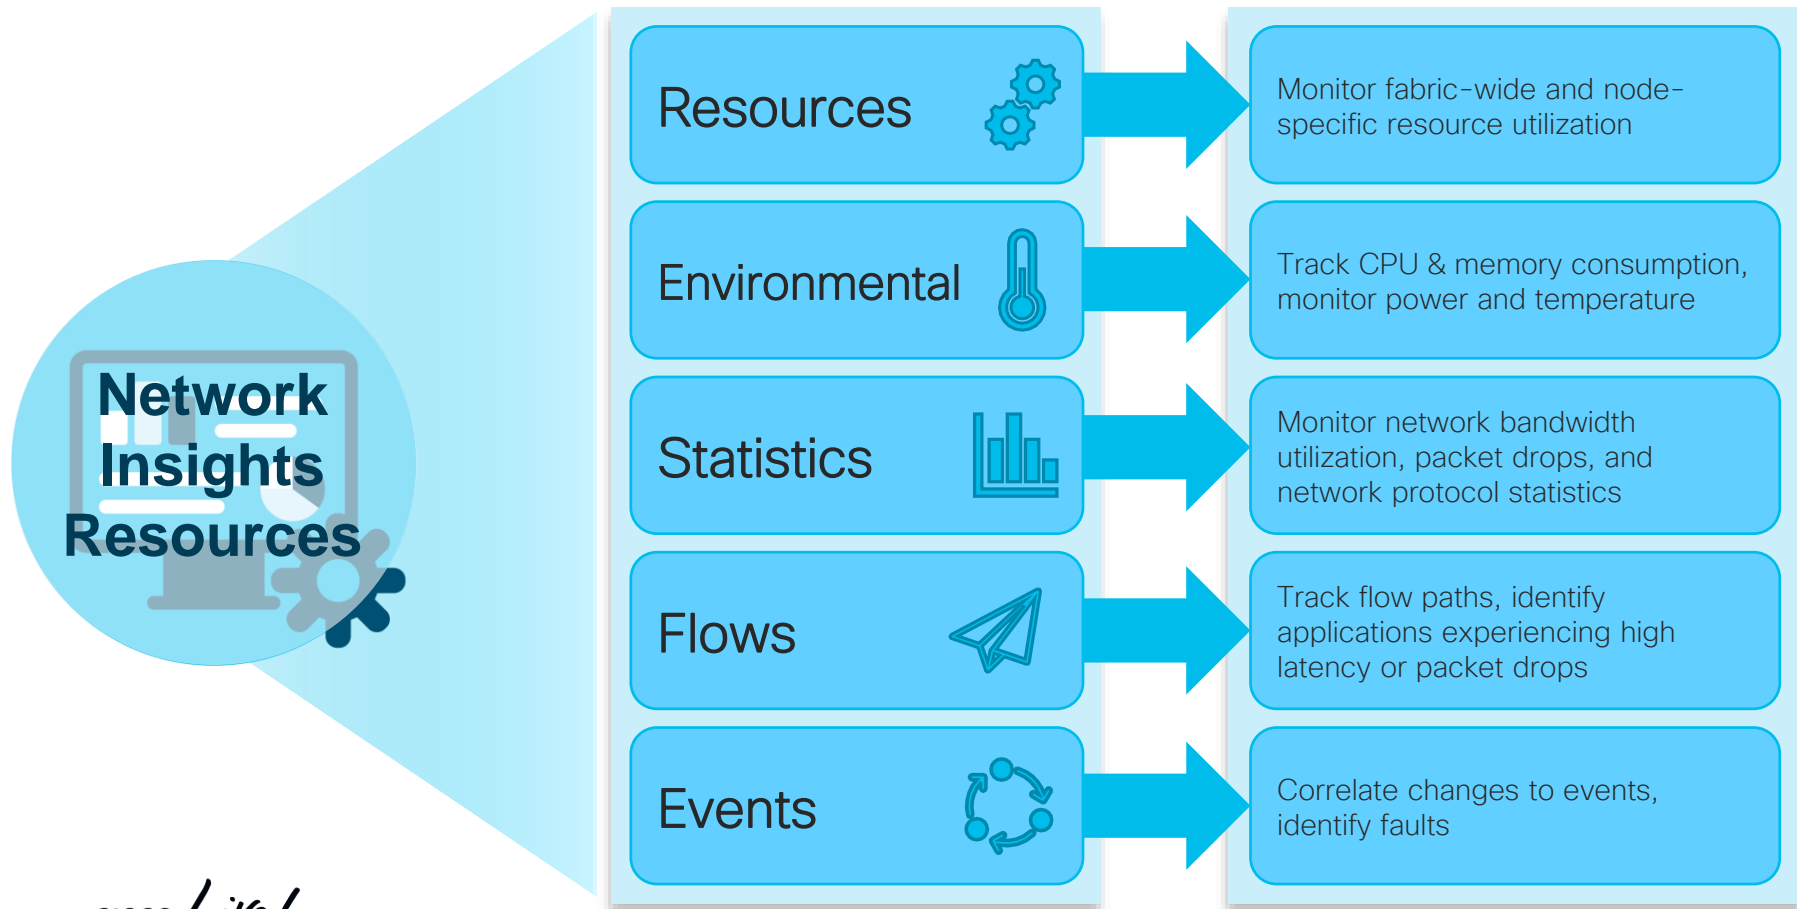 Network
Insights
Resources
Resources
Monitor fabric-wide and node-
specific resource utilization
Environmental
Track CPU & memory consumption,
monitor power and temperature
Statistics
Monitor network bandwidth
utilization, packet drops, and
network protocol statistics
Flows
Track flow paths, identify
applications experiencing high
latency or packet drops
Events
Correlate changes to events,
identify faults